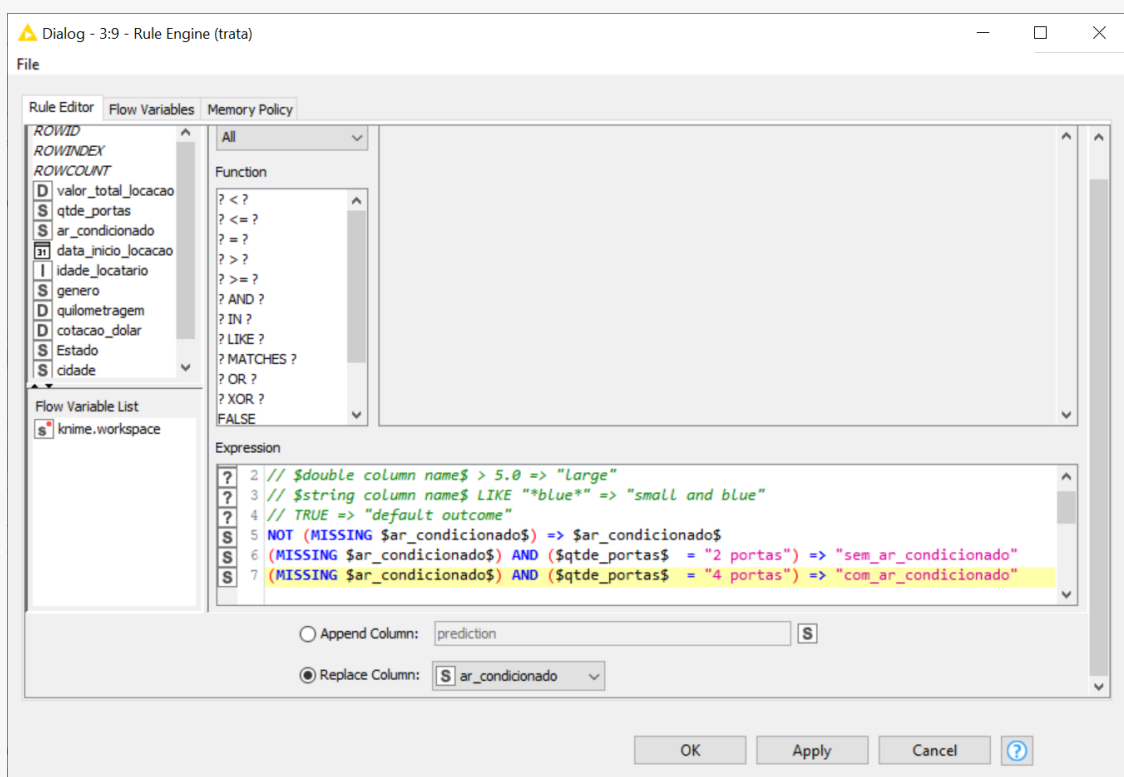 Dialog - 3:9 - Rule Engine (trata)
File
Rule Editor
Flow Variables
Memory Policy
ROWID
ROWINDEX
ROWCOUNT
D valor_total_locacao
S qtde_portas
S ar_condicionado
31 data_inicio_locacao
I idade_locatario
S genero
D quilometragem
D cotacao_dolar
S Estado
S cidade
Flow Variable List
s knime.workspace
All
Function
? < ?
? <= ?
? = ?
? > ?
? >= ?
? AND ?
? IN ?
? LIKE ?
? MATCHES ?
? OR ?
? XOR ?
FALSE
Expression
? 2 // $double column name$ > 5.0 => "large"
? 3 // $string column name$ LIKE "*blue*" => "small and blue"
? 4 // TRUE => "default outcome"
S 5 NOT (MISSING $ar_condicionado$) => $ar_condicionado$
S 6 (MISSING $ar_condicionado$) AND ($qtde_portas$ = "2 portas") => "sem_ar_condicionado"
S 7 (MISSING $ar_condicionado$) AND ($qtde_portas$ = "4 portas") => "com_ar_condicionado"
Append Column: prediction S
Replace Column: S ar_condicionado
OK
Apply
Cancel
?